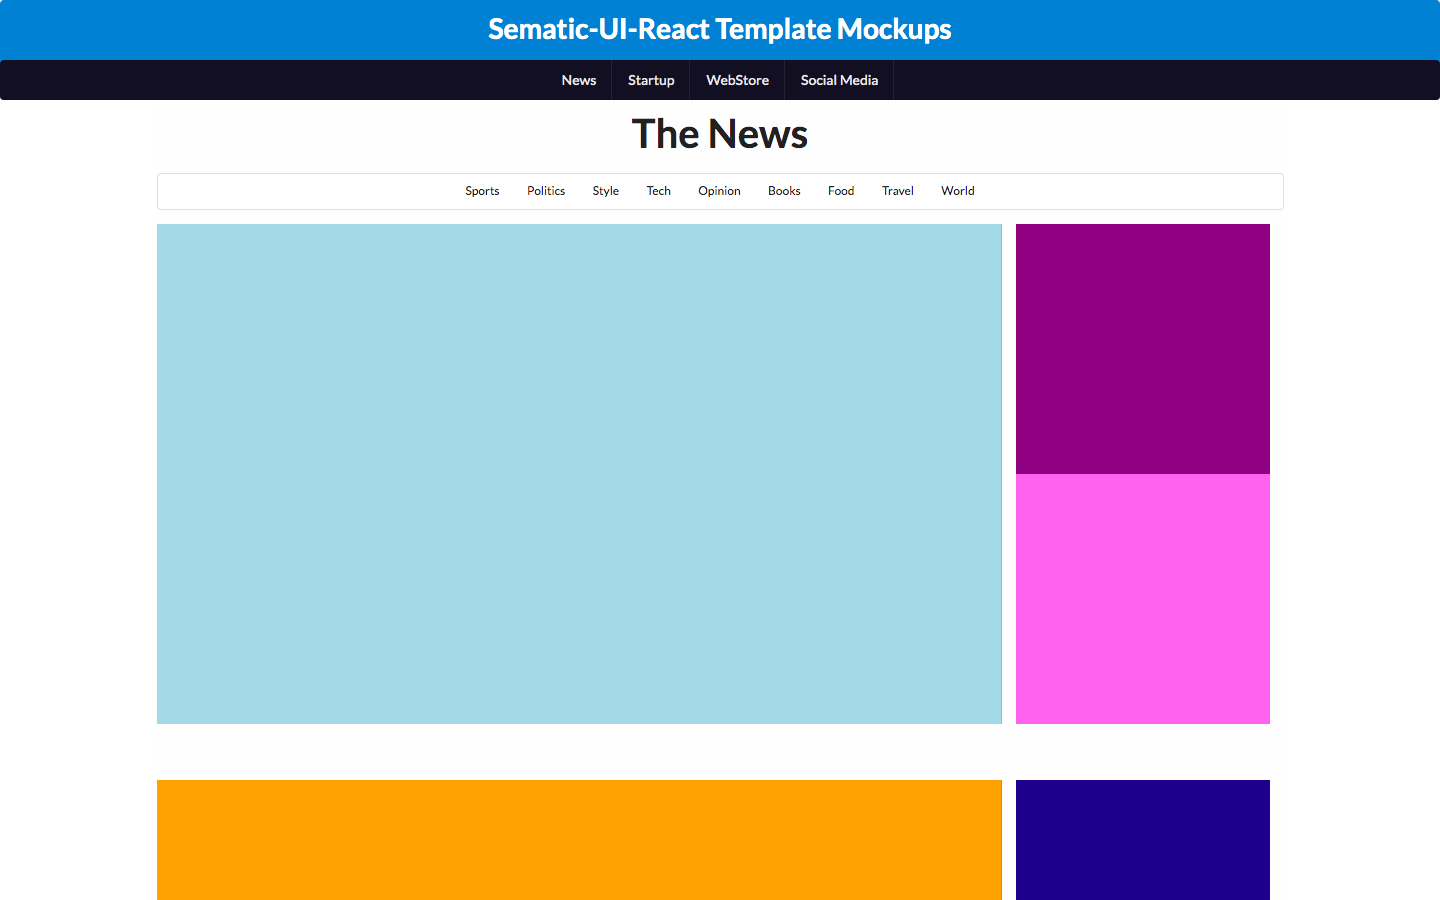 Sematic-UI-React Template Mockups
News Startup WebStore Social Media
The News
Sports Politics Style Tech Opinion Books Food Travel World